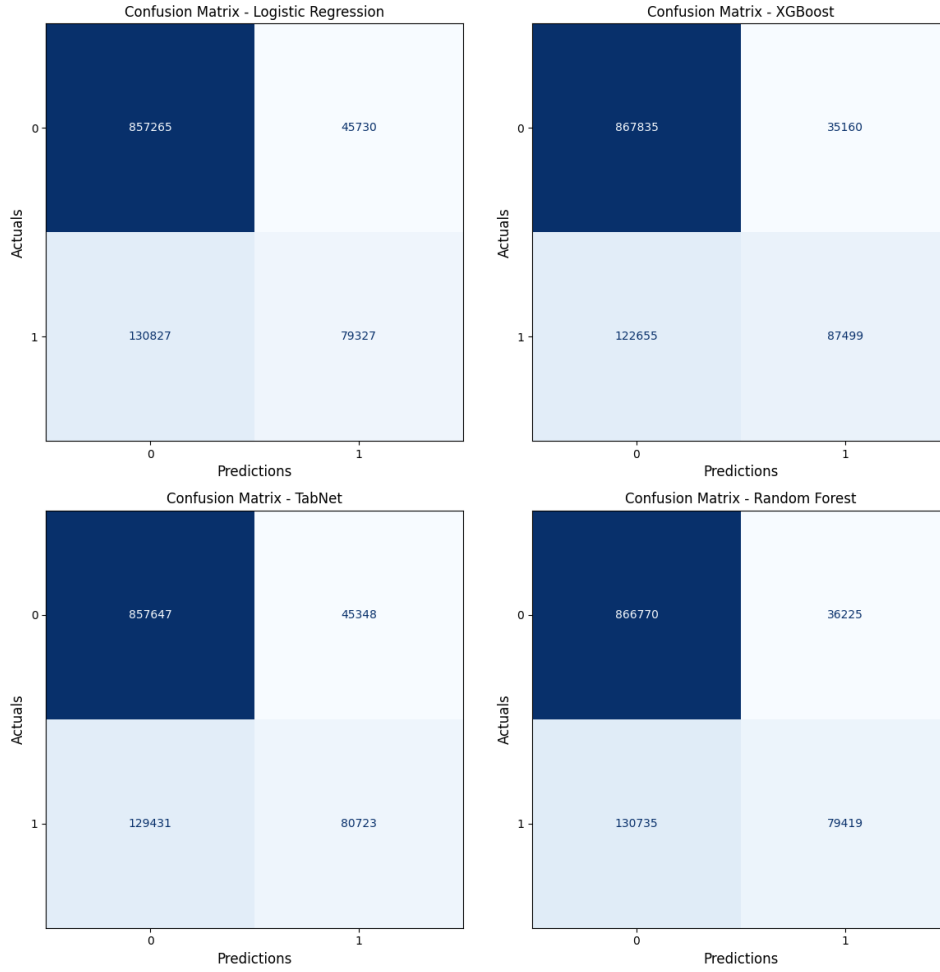 Confusion Matrix - Logistic Regression
0
857265
45730
Actuals
1
130827
79327
0
1
Predictions
Confusion Matrix - XGBoost
0
867835
35160
Actuals
1
122655
87499
0
1
Predictions
Confusion Matrix - TabNet
0
857647
45348
Actuals
1
129431
80723
0
1
Predictions
Confusion Matrix - Random Forest
0
866770
36225
Actuals
1
130735
79419
0
1
Predictions